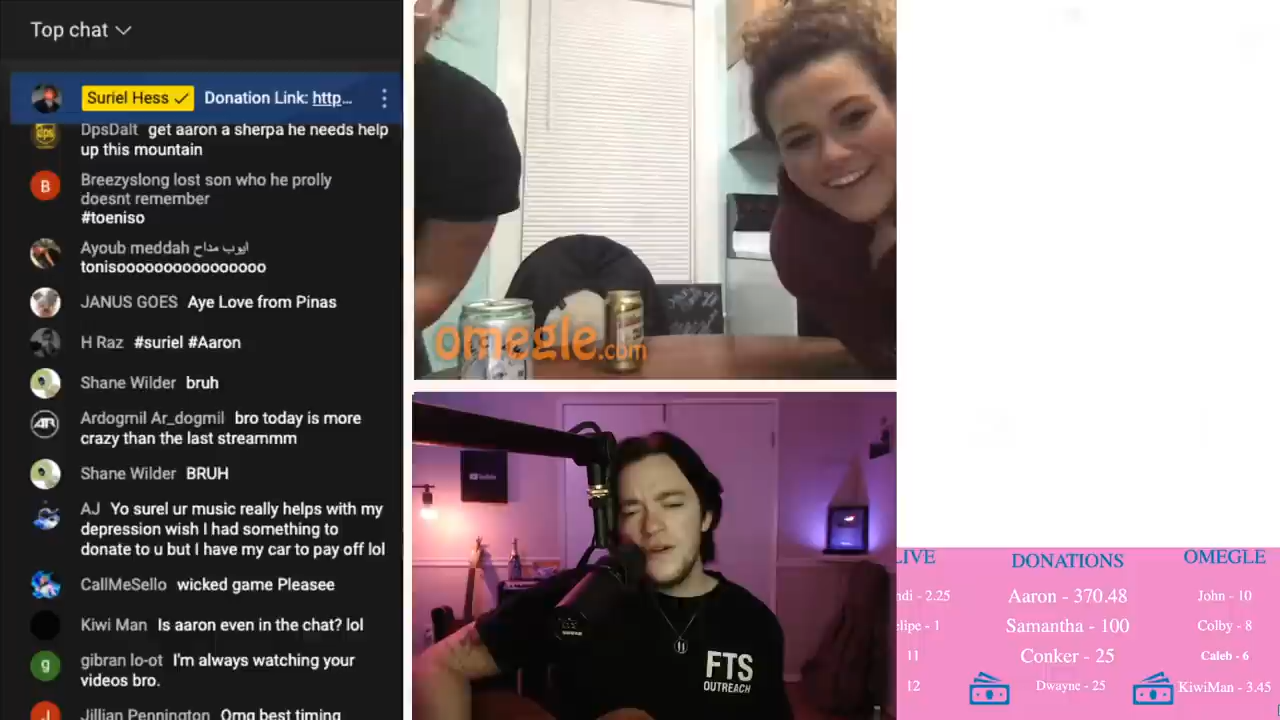 Top chat
Suriel Hess Donation Link: http...
DpsDalt get aaron a sherpa he needs help
up this mountain
Breezyslong lost son who he prolly
doesnt remember
#toeniso
Ayoub meddah ايوب مداح
tonisoooooooooooooooo
JANUS GOES Aye Love from Pinas
H Raz #suriel #Aaron
Shane Wilder bruh
Ardogmil Ar_dogmil bro today is more
crazy than the last streammm
Shane Wilder BRUH
AJ Yo surel ur music really helps with my
depression wish I had something to
donate to u but I have my car to pay off lol
CallMeSello wicked game Pleasee
Kiwi Man Is aaron even in the chat? lol
gibran lo-ot I'm always watching your
videos bro.
Jillian Pennington Omg best timing
omegle.com
YouTube
FTS
OUTREACH
LIVE
ndi - 2.25
elipe - 1
11
12
DONATIONS
Aaron - 370.48
Samantha - 100
Conker - 25
Dwayne - 25
OMEGLE
John - 10
Colby - 8
Caleb - 6
KiwiMan - 3.45